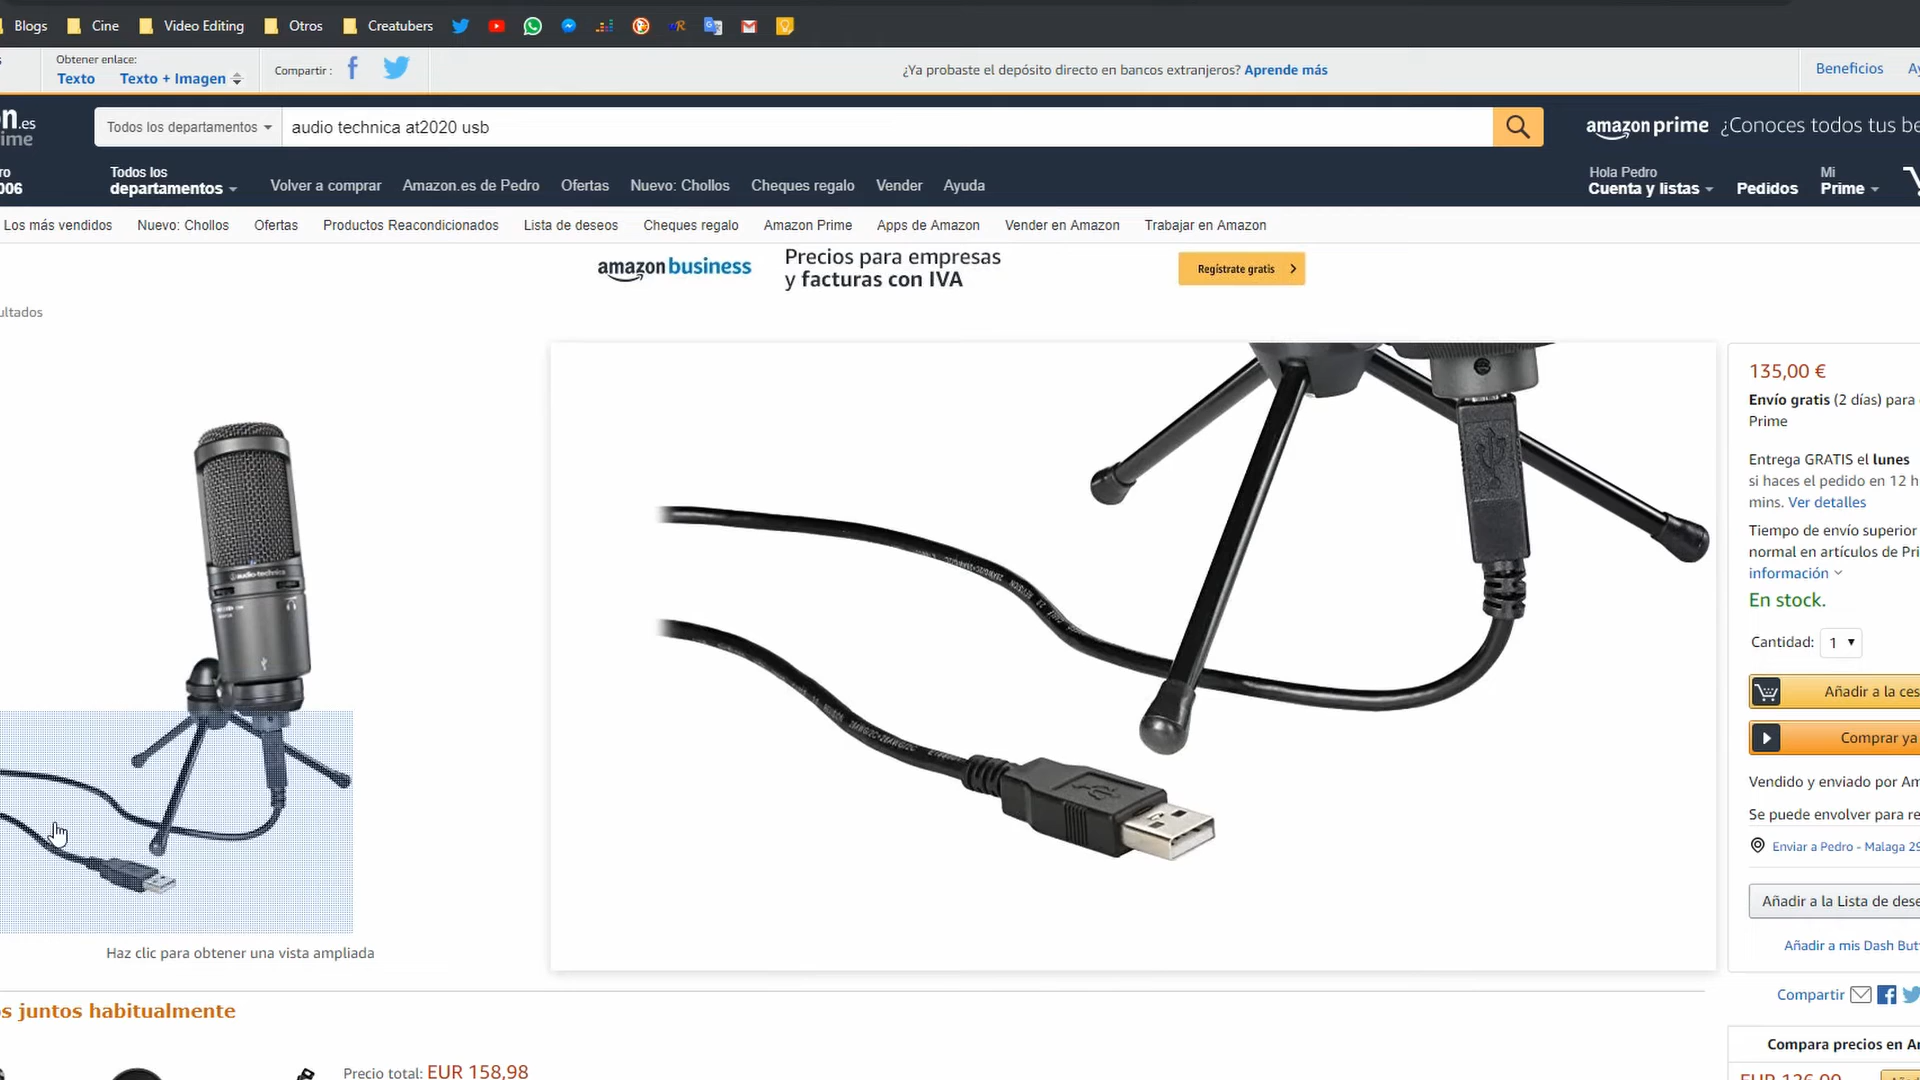 Blogs Cine Video Editing Otros Creatubers
Obtener enlace:
Texto Texto + Imagen
Compartir :
¿Ya probaste el depósito directo en bancos extranjeros? Aprende más
Beneficios
.es
Todos los departamentos
audio technica at2020 usb
amazon prime ¿Conoces todos tus
Todos los
departamentos
Volver a comprar Amazon.es de Pedro Ofertas Nuevo: Chollos Cheques regalo Vender Ayuda
Hola Pedro
Cuenta y listas
Pedidos
Mi
Prime
Los más vendidos Nuevo: Chollos Ofertas Productos Reacondicionados Lista de deseos Cheques regalo Amazon Prime Apps de Amazon Vender en Amazon Trabajar en Amazon
amazon business
Precios para empresas
y facturas con IVA
Regístrate gratis
ultados
135,00 €
Envío gratis (2 días) para
Prime
Entrega GRATIS el lunes
si haces el pedido en 12 h
mins. Ver detalles
Tiempo de envío superior
normal en artículos de Pri
información
En stock.
Cantidad: 1
Añadir a la ces
Comprar ya
Vendido y enviado por Am
Se puede envolver para re
Enviar a Pedro - Malaga 29
Añadir a la Lista de dese
Añadir a mis Dash But
audio-technica
Haz clic para obtener una vista ampliada
Compartir
s juntos habitualmente
Compara precios en Am
Precio total: EUR 158,98